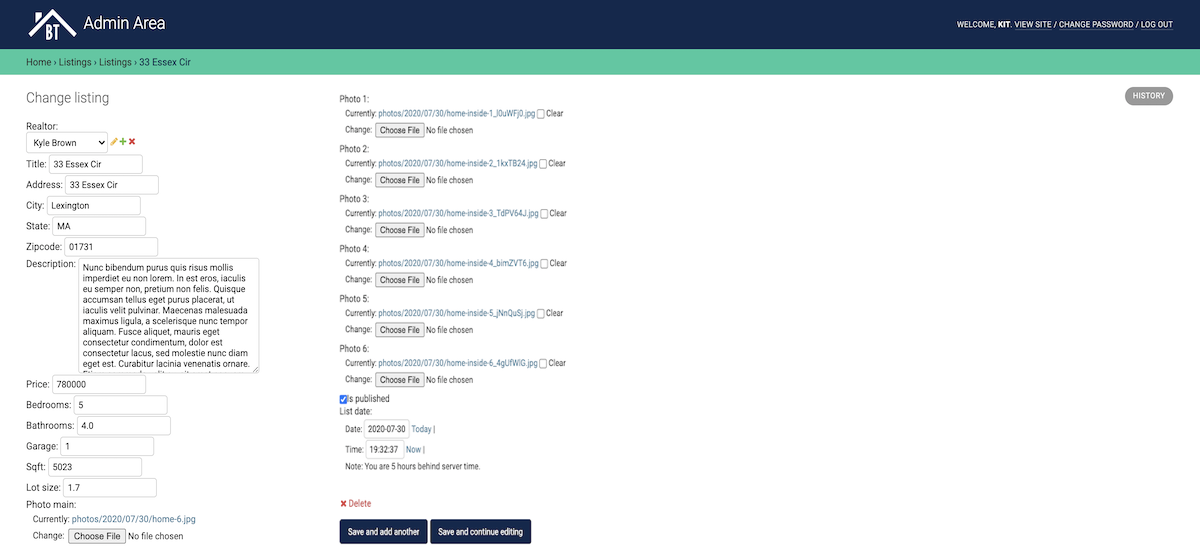 BT Admin Area
WELCOME, KIT. VIEW SITE / CHANGE PASSWORD / LOG OUT
Home › Listings › Listings › 33 Essex Cir
Change listing
HISTORY
Realtor:
Kyle Brown
Title: 33 Essex Cir
Address: 33 Essex Cir
City: Lexington
State: MA
Zipcode: 01731
Description: Nunc bibendum purus quis risus mollis
imperdiet eu non lorem. In est eros, iaculis
eu semper non, pretium non felis. Quisque
accumsan tellus eget purus placerat, ut
iaculis velit pulvinar. Maecenas malesuada
maximus ligula, a scelerisque nunc tempor
aliquam. Fusce aliquet, mauris eget
consectetur condimentum, dolor est
consectetur lacus, sed molestie nunc diam
eget est. Curabitur lacinia venenatis ornare.
Price: 780000
Bedrooms: 5
Bathrooms: 4.0
Garage: 1
Sqft: 5023
Lot size: 1.7
Photo main:
Currently: photos/2020/07/30/home-6.jpg
Change: Choose File No file chosen
Photo 1:
Currently: photos/2020/07/30/home-inside-1_I0uWFj0.jpg Clear
Change: Choose File No file chosen
Photo 2:
Currently: photos/2020/07/30/home-inside-2_1kxTB24.jpg Clear
Change: Choose File No file chosen
Photo 3:
Currently: photos/2020/07/30/home-inside-3_TdPV64J.jpg Clear
Change: Choose File No file chosen
Photo 4:
Currently: photos/2020/07/30/home-inside-4_bimZVT6.jpg Clear
Change: Choose File No file chosen
Photo 5:
Currently: photos/2020/07/30/home-inside-5_jNnQuSj.jpg Clear
Change: Choose File No file chosen
Photo 6:
Currently: photos/2020/07/30/home-inside-6_4gUfWIG.jpg Clear
Change: Choose File No file chosen
Is published
List date:
Date: 2020-07-30 Today |
Time: 19:32:37 Now |
Note: You are 5 hours behind server time.
Delete
Save and add another Save and continue editing